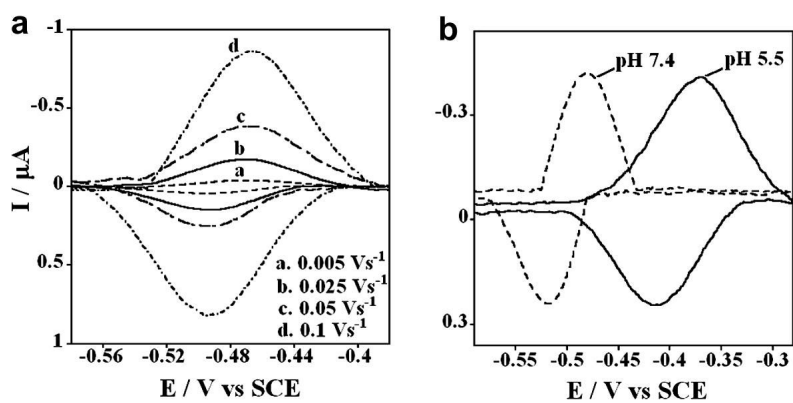 a
I / μA
-1
-0.5
0
0.5
1
d
c
b
a
a. 0.005 Vs⁻¹
b. 0.025 Vs⁻¹
c. 0.05 Vs⁻¹
d. 0.1 Vs⁻¹
-0.56 -0.52 -0.48 -0.44 -0.4
E / V vs SCE
b
pH 7.4 pH 5.5
-0.3
0
0.3
-0.55 -0.5 -0.45 -0.4 -0.35 -0.3
E / V vs SCE